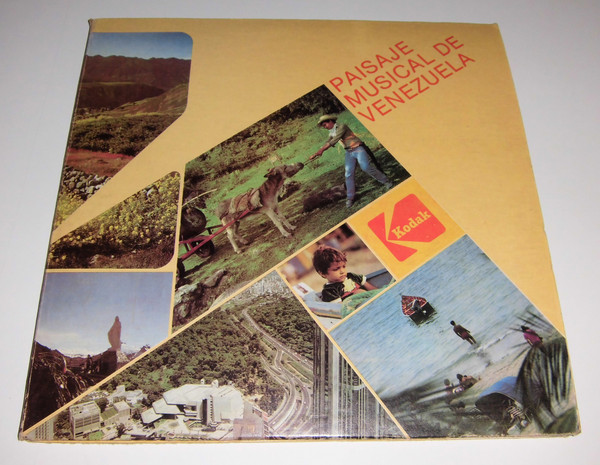 PAISAJE
MUSICAL DE
VENEZUELA
Kodak